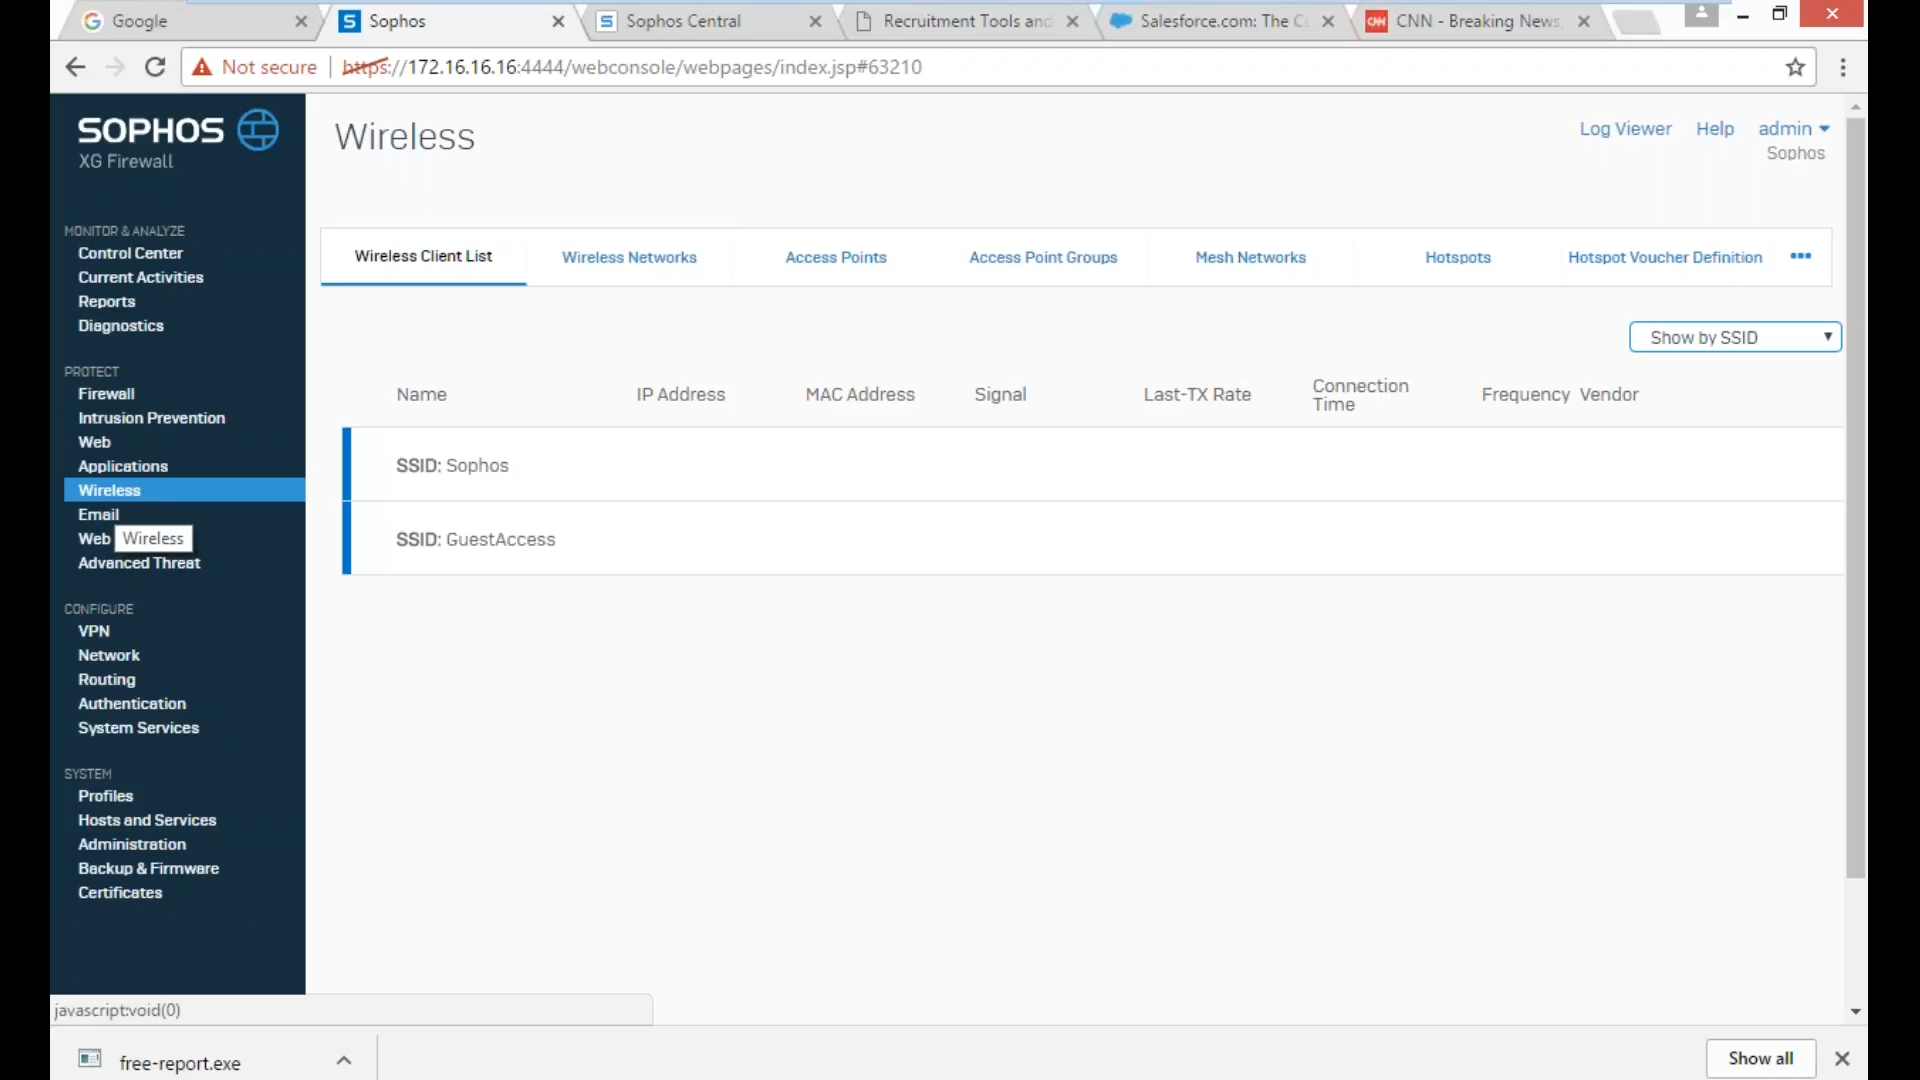 Google
Sophos
Sophos Central
Recruitment Tools and
Salesforce.com: The C
CNN
CNN - Breaking News,
Not secure
https://172.16.16.16:4444/webconsole/webpages/index.jsp#63210
SOPHOS
XG Firewall
MONITOR & ANALYZE
Control Center
Current Activities
Reports
Diagnostics
PROTECT
Firewall
Intrusion Prevention
Web
Applications
Wireless
Email
Web
Wireless
Advanced Threat
CONFIGURE
VPN
Network
Routing
Authentication
System Services
SYSTEM
Profiles
Hosts and Services
Administration
Backup & Firmware
Certificates
Wireless
Log Viewer Help admin
Sophos
Wireless Client List Wireless Networks Access Points Access Point Groups Mesh Networks Hotspots Hotspot Voucher Definition
Show by SSID
Name IP Address MAC Address Signal Last-TX Rate Connection Time Frequency Vendor
SSID: Sophos
SSID: GuestAccess
javascript:void(0)
free-report.exe
Show all